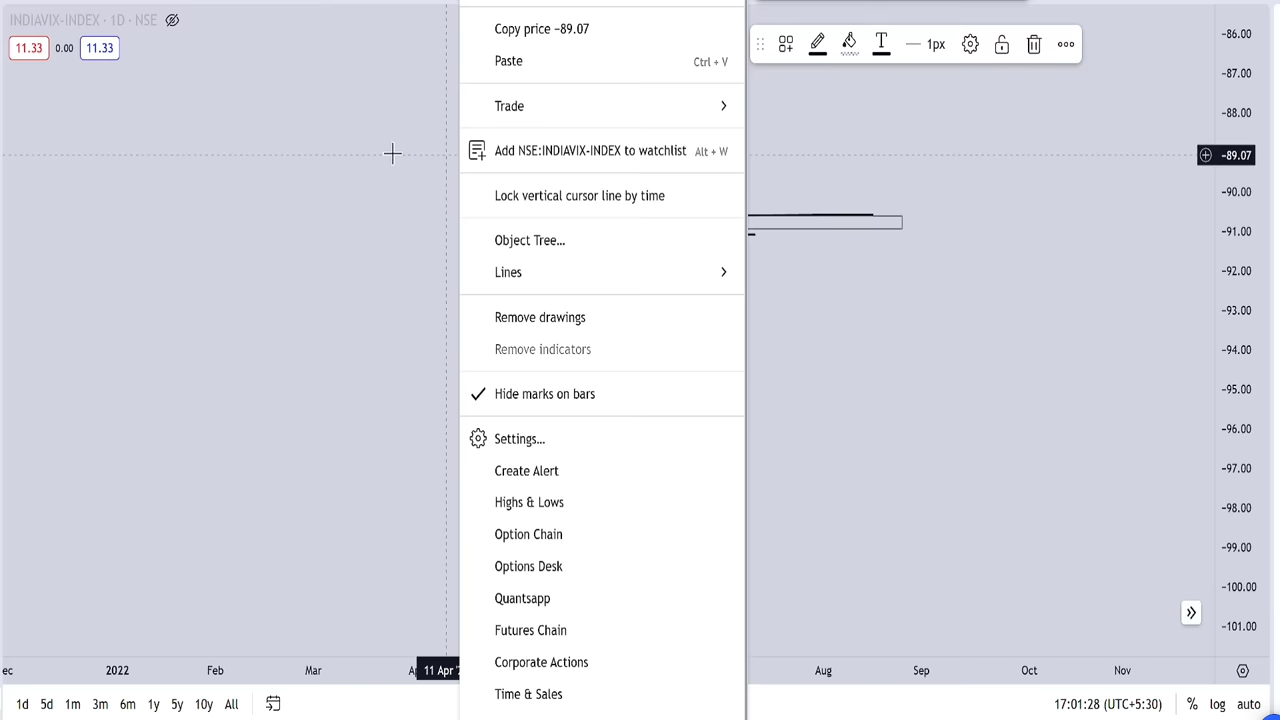 INDIAVIX-INDEX · 1D · NSE
11.33 0.00 11.33
Copy price −89.07
Paste Ctrl + V
Trade
Add NSE:INDIAVIX-INDEX to watchlist Alt + W
Lock vertical cursor line by time
Object Tree...
Lines
Remove drawings
Remove indicators
Hide marks on bars
Settings...
Create Alert
Highs & Lows
Option Chain
Options Desk
Quantsapp
Futures Chain
Corporate Actions
Time & Sales
T 1px
−86.00
−87.00
−88.00
−89.07
−90.00
−91.00
−92.00
−93.00
−94.00
−95.00
−96.00
−97.00
−98.00
−99.00
−100.00
−101.00
2022 Feb Mar 11 Apr Aug Sep Oct Nov
1d 5d 1m 3m 6m 1y 5y 10y All 17:01:28 (UTC+5:30) % log auto